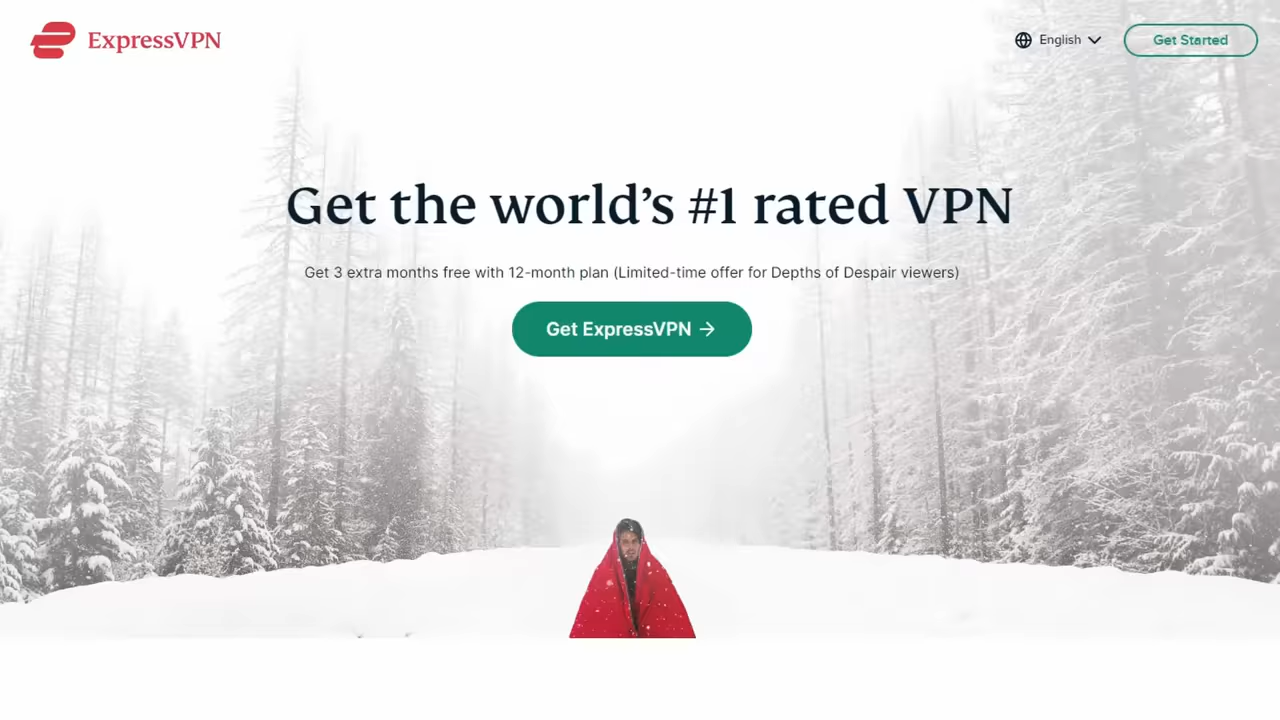 ExpressVPN
English
Get Started
Get the world’s #1 rated VPN
Get 3 extra months free with 12-month plan (Limited-time offer for Depths of Despair viewers)
Get ExpressVPN →